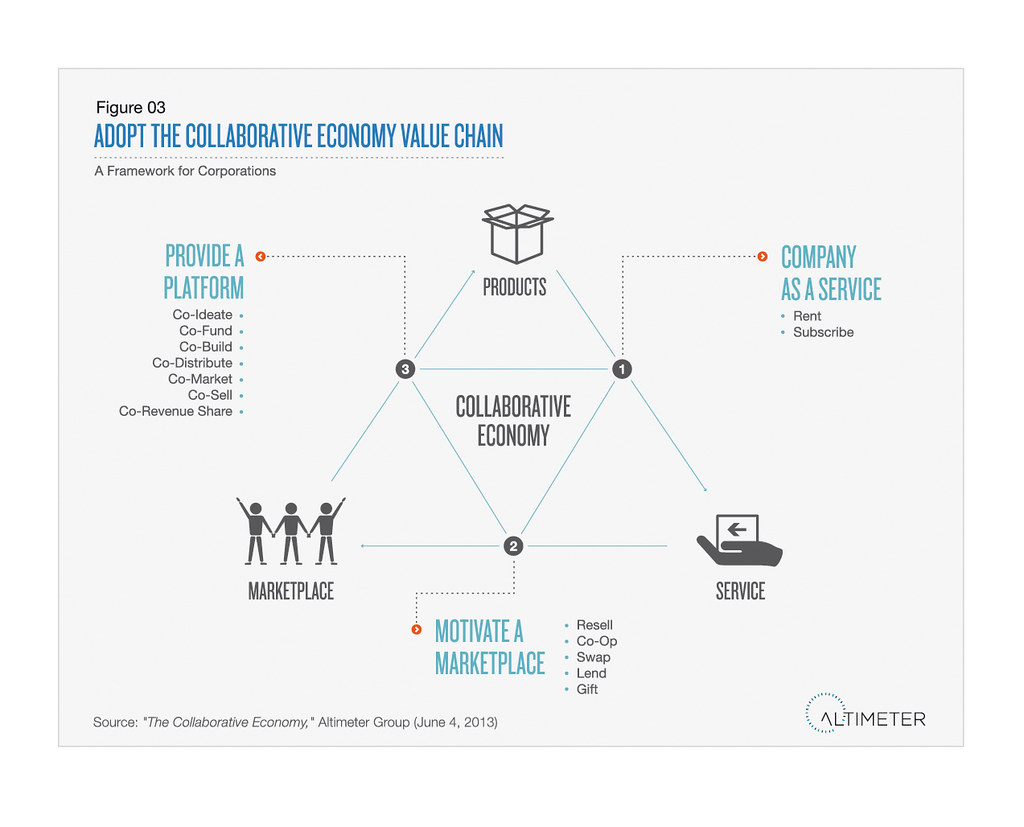 Figure 03
ADOPT THE COLLABORATIVE ECONOMY VALUE CHAIN
A Framework for Corporations
PRODUCTS
PROVIDE A
PLATFORM
Co-Ideate •
Co-Fund •
Co-Build •
Co-Distribute •
Co-Market •
Co-Sell •
Co-Revenue Share •
COMPANY
AS A SERVICE
• Rent
• Subscribe
3
1
COLLABORATIVE
ECONOMY
2
MARKETPLACE
SERVICE
MOTIVATE A
MARKETPLACE
• Resell
• Co-Op
• Swap
• Lend
• Gift
Source: "The Collaborative Economy," Altimeter Group (June 4, 2013)
ALTIMETER